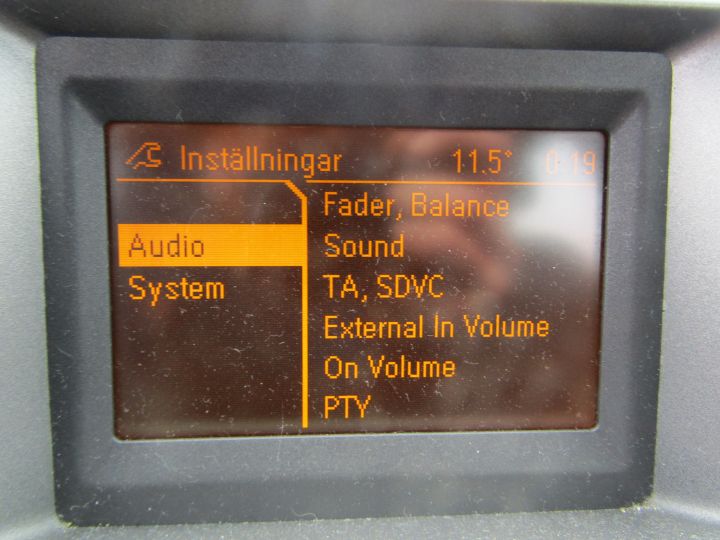 Inställningar 11.5° 0:19
Fader, Balance
Audio
Sound
System
TA, SDVC
External In Volume
On Volume
PTY